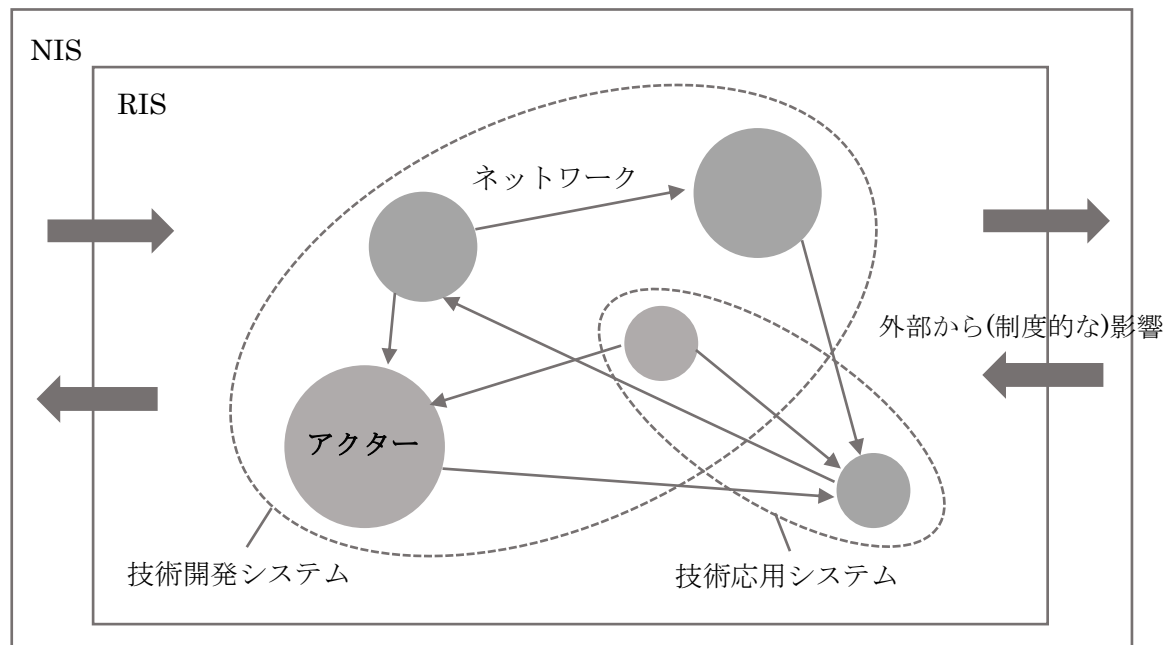 NIS
RIS
ネットワーク
外部から(制度的な)影響
アクター
技術開発システム
技術応用システム